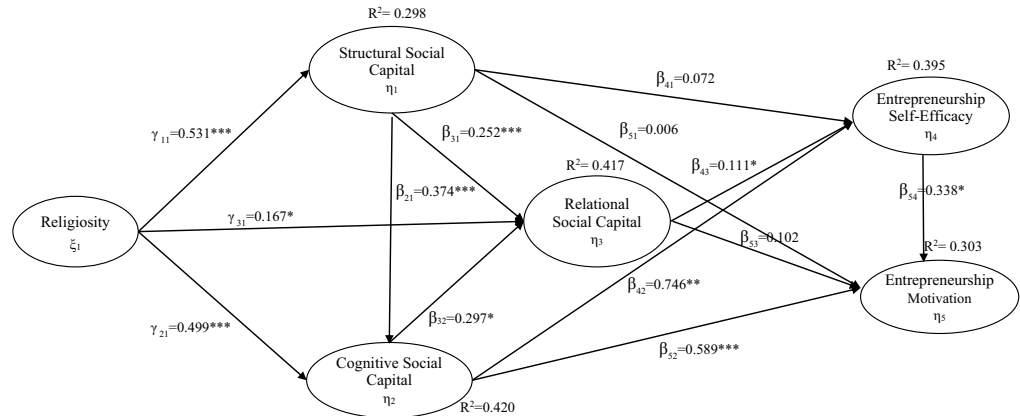 R²= 0.298
Structural Social
Capital
η₁
R²= 0.395
Entrepreneurship
Self-Efficacy
η₄
β₄₁=0.072
γ₁₁=0.531***
β₃₁=0.252***
β₅₁=0.006
R²= 0.417
β₄₃=0.111*
β₂₁=0.374***
β₅₄=0.338*
Religiosity
ξ₁
γ₃₁=0.167*
Relational
Social Capital
η₃
β₅₃=0.102
R²= 0.303
Entrepreneurship
Motivation
η₅
β₄₂=0.746**
β₃₂=0.297*
γ₂₁=0.499***
β₅₂=0.589***
Cognitive Social
Capital
η₂
R²=0.420